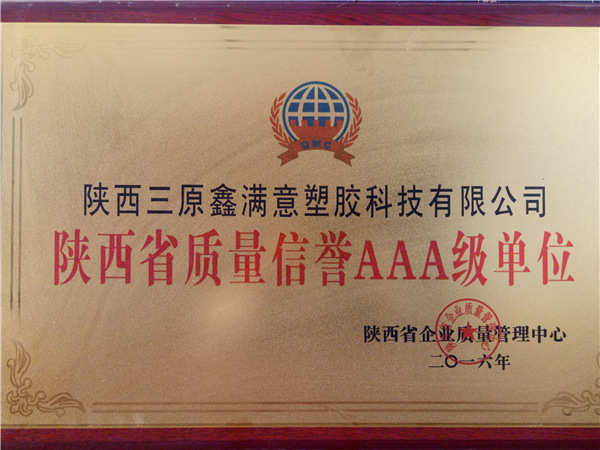 QMC
陕西三原鑫满意塑胶科技有限公司
陕西省质量信誉AAA级单位
陕西省企业质量管理中心
二〇一六年